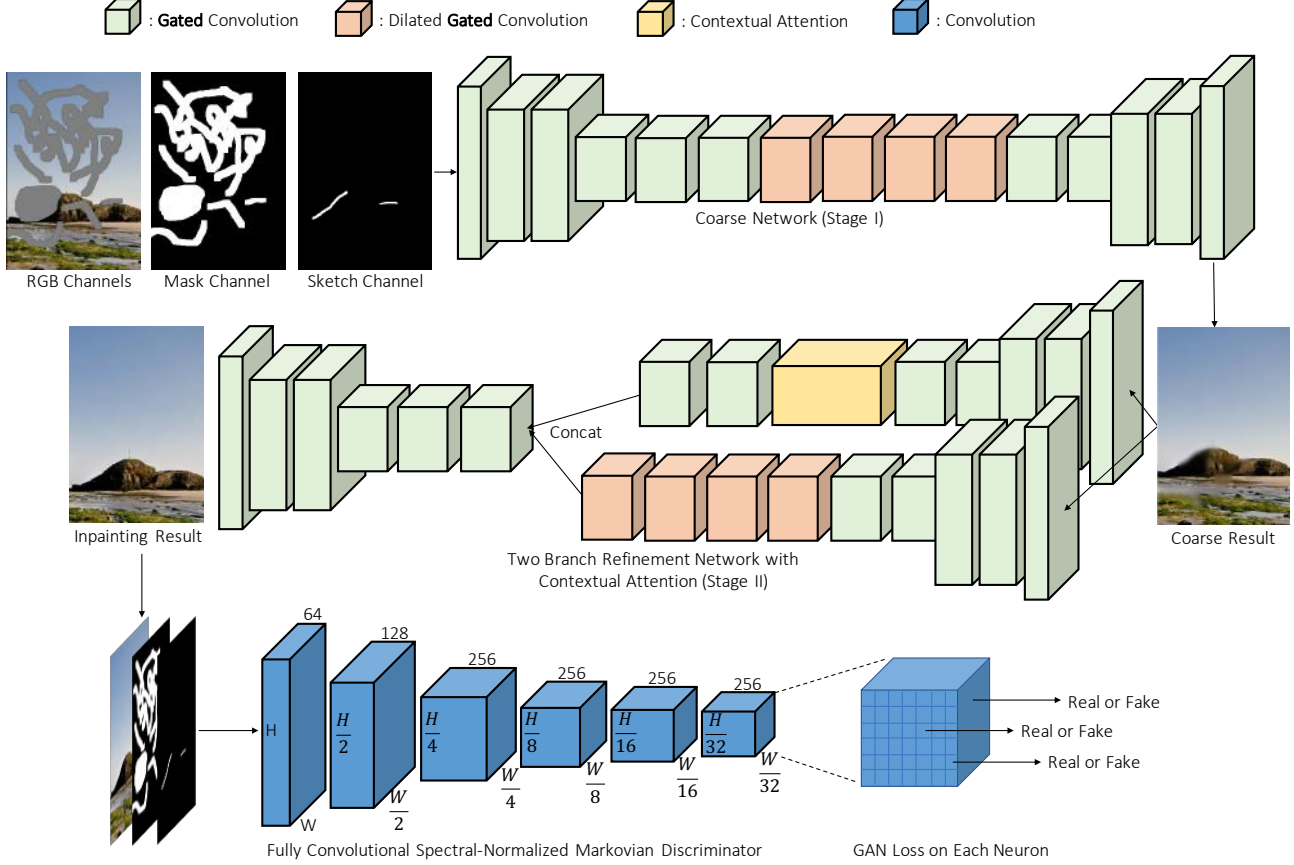 : Gated Convolution
: Dilated Gated Convolution
: Contextual Attention
: Convolution
Coarse Network (Stage I)
RGB Channels
Mask Channel
Sketch Channel
Concat
Inpainting Result
Coarse Result
Two Branch Refinement Network with
Contextual Attention (Stage II)
64
128
256
256
256
256
H
H/2
H/4
H/8
H/16
H/32
W
W/2
W/4
W/8
W/16
W/32
Real or Fake
Real or Fake
Real or Fake
Fully Convolutional Spectral-Normalized Markovian Discriminator
GAN Loss on Each Neuron